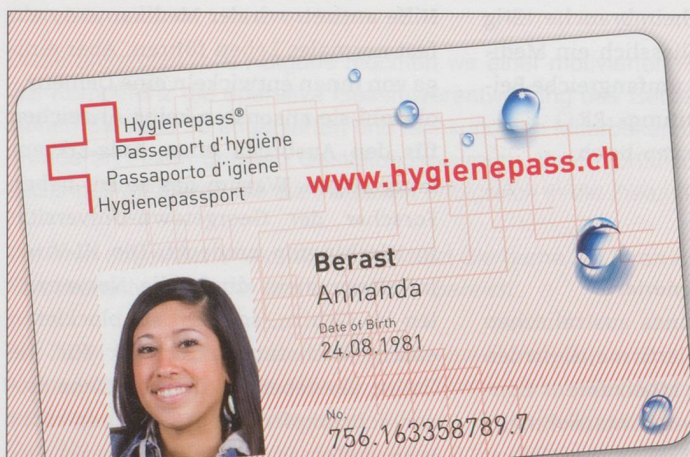 Hygienepass®
Passeport d'hygiène
Passaporto d'igiene
Hygienepassport
www.hygienepass.ch
Berast
Annanda
Date of Birth
24.08.1981
No.
756.163358789.7